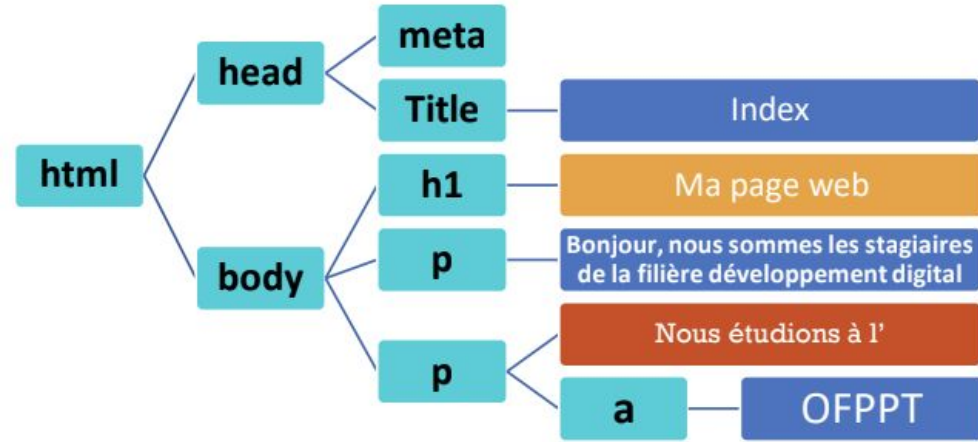 html
head
meta
Title
Index
body
h1
Ma page web
p
Bonjour, nous sommes les stagiaires
de la filière développement digital
p
Nous étudions à l’
a
OFPPT